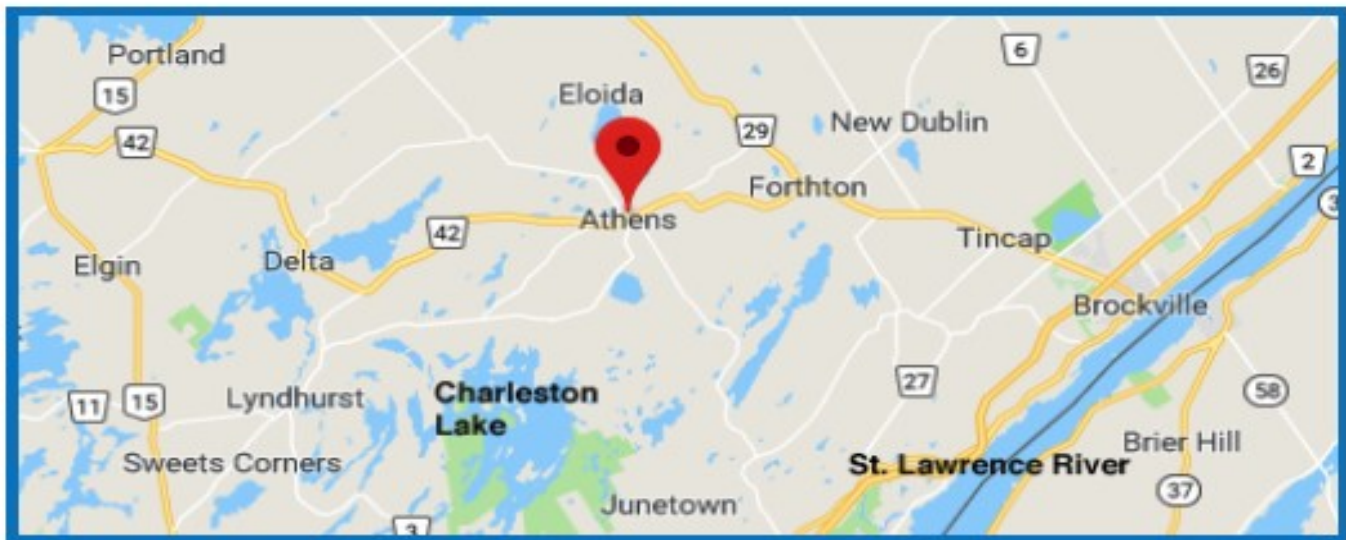 Portland
6
26
15
Eloida
42
29
New Dublin
2
Forthton
3
Athens
42
Tincap
Elgin
Delta
Brockville
27
58
Charleston
Lake
11
15
Lyndhurst
Brier Hill
Sweets Corners
St. Lawrence River
37
Junetown
3